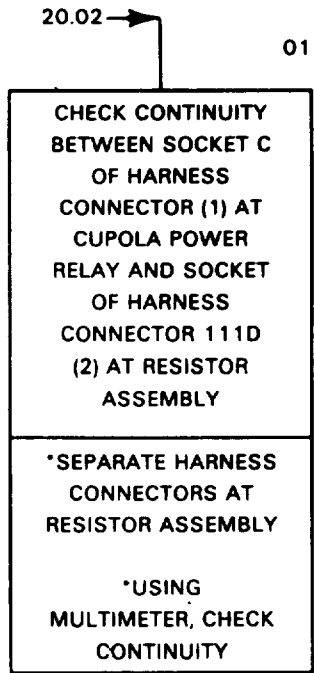 20.02
01
CHECK CONTINUITY
BETWEEN SOCKET C
OF HARNESS
CONNECTOR (1) AT
CUPOLA POWER
RELAY AND SOCKET
OF HARNESS
CONNECTOR 111D
(2) AT RESISTOR
ASSEMBLY
*SEPARATE HARNESS
CONNECTORS AT
RESISTOR ASSEMBLY
*USING
MULTIMETER, CHECK
CONTINUITY